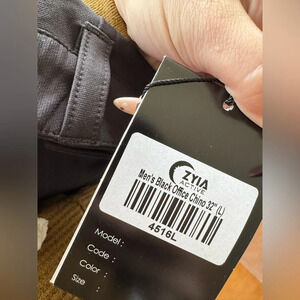 ZYIA
ACTIVE
Men's Black Office Chino 32" (L)
4516L
Model :
Code :
Color :
Size :